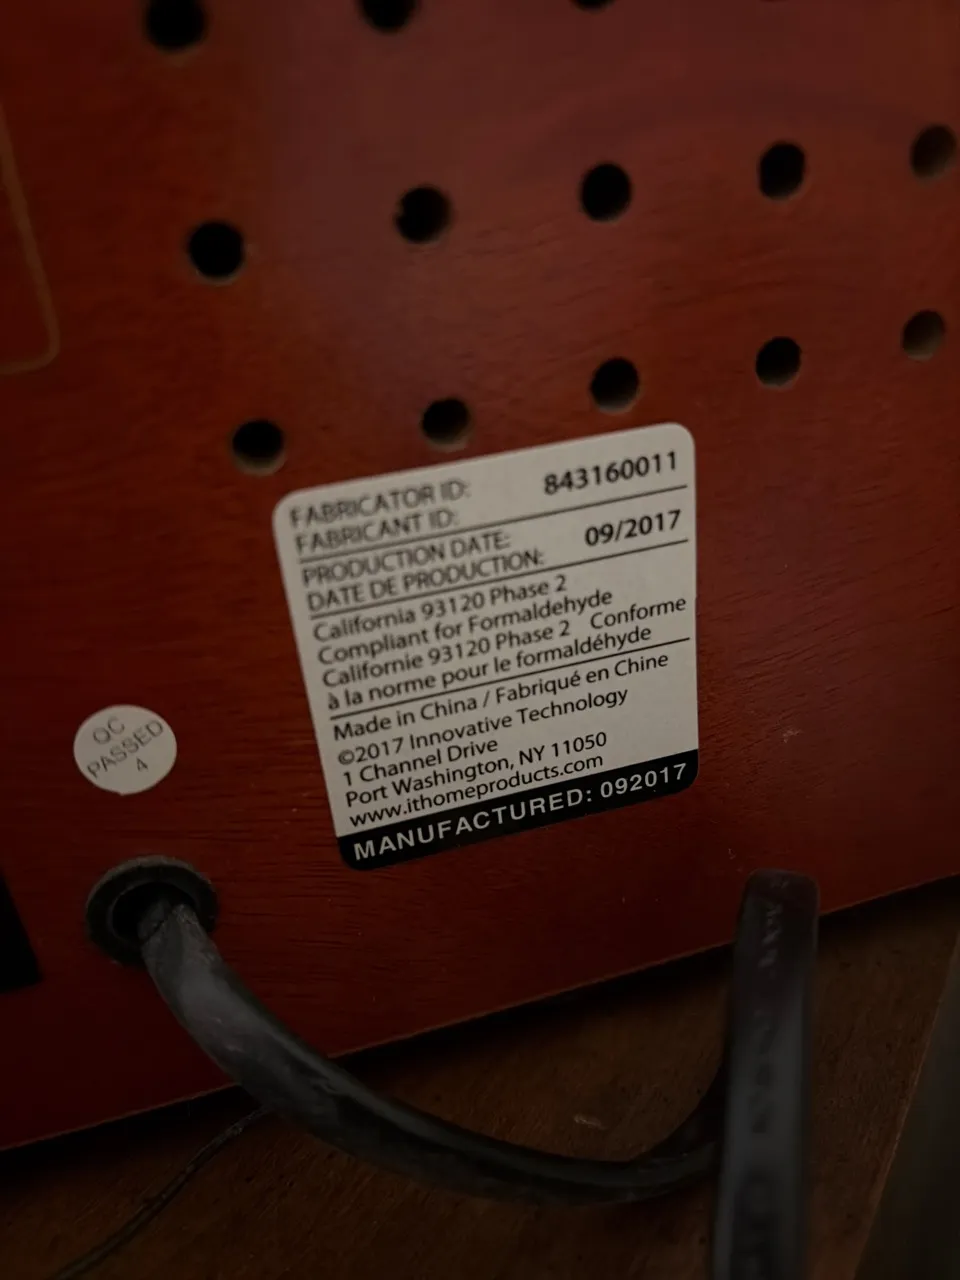 FABRICATOR ID:
FABRICANT ID:
843160011
PRODUCTION DATE:
DATE DE PRODUCTION:
09/2017
California 93120 Phase 2
Compliant for Formaldehyde
Californie 93120 Phase 2 Conforme
à la norme pour le formaldéhyde
Made in China / Fabriqué en Chine
©2017 Innovative Technology
1 Channel Drive
Port Washington, NY 11050
www.ithomeproducts.com
MANUFACTURED: 092017
QC
PASSED
4